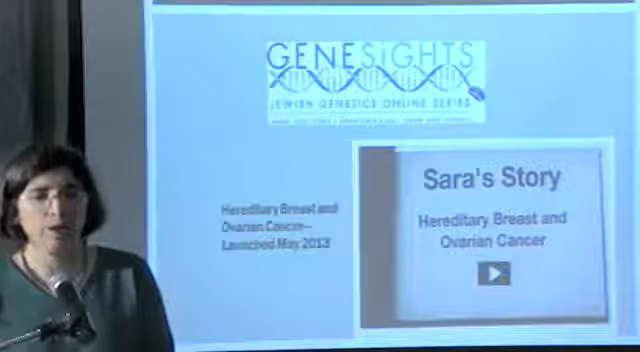 GENESiGHTS
JEWISH GENETICS ONLINE SERIES
Hereditary Breast and
Ovarian Cancer--
Launched May 2013
Sara's Story
Hereditary Breast and
Ovarian Cancer